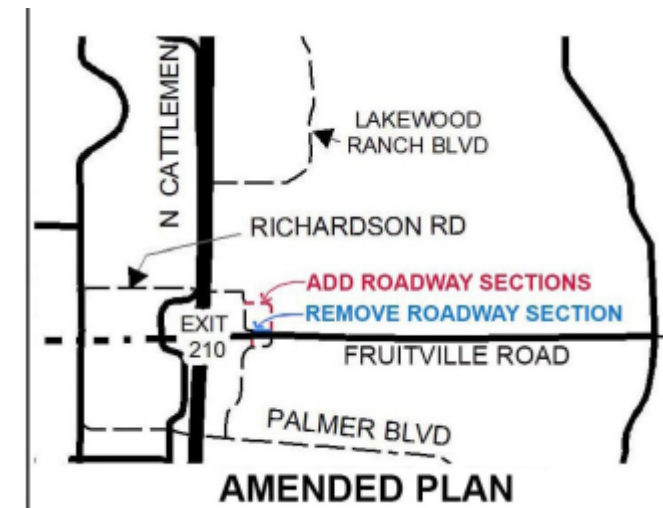 N CATTLEMEN
LAKEWOOD
RANCH BLVD
RICHARDSON RD
ADD ROADWAY SECTIONS
REMOVE ROADWAY SECTION
EXIT
210
FRUITVILLE ROAD
PALMER BLVD
AMENDED PLAN